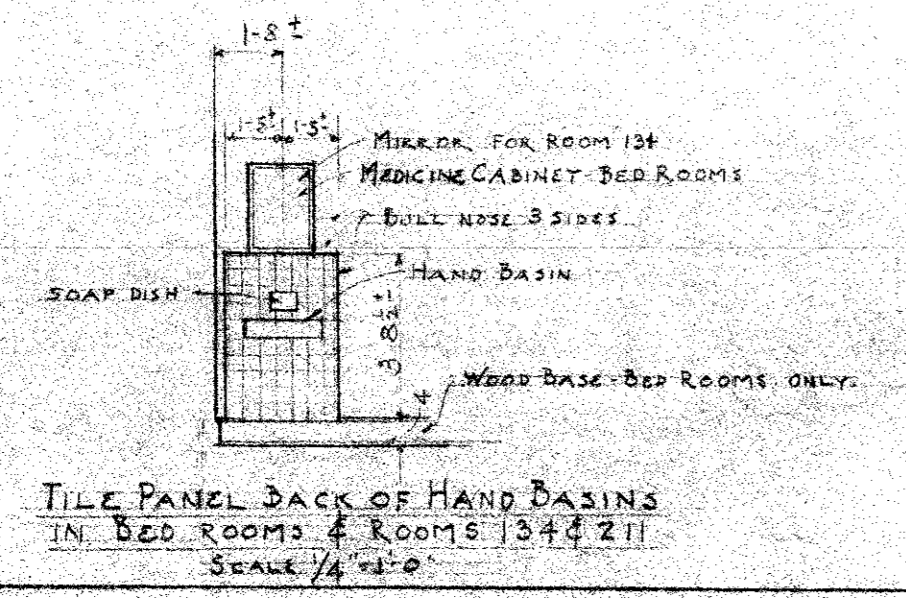 1-8 ±
1-5± 1-5±
MIRROR FOR ROOM 134
MEDICINE CABINET-BED ROOMS
BULL NOSE 3 SIDES
HAND BASIN
SOAP DISH
3 8½ ±
4
WOOD BASE-BED ROOMS ONLY.
TILE PANEL BACK OF HAND BASINS
IN BED ROOMS & ROOMS 134 & 211
SCALE 1/4"=1'-0"